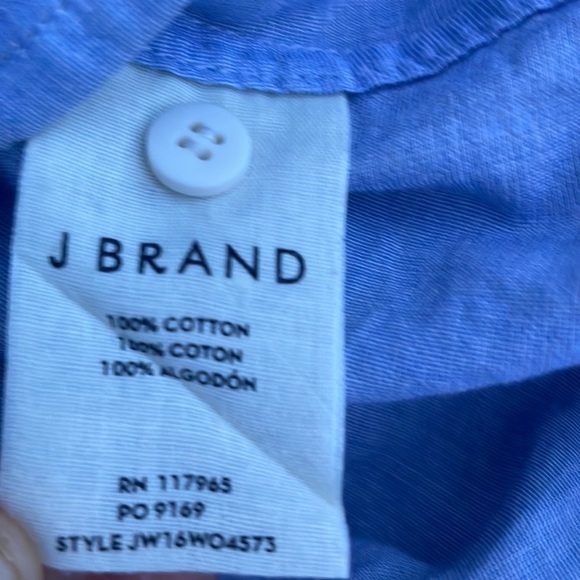 J BRAND
100% COTTON
100% COTON
100% ALGODÓN
RN 117965
PO 9169
STYLE JW16WO4573